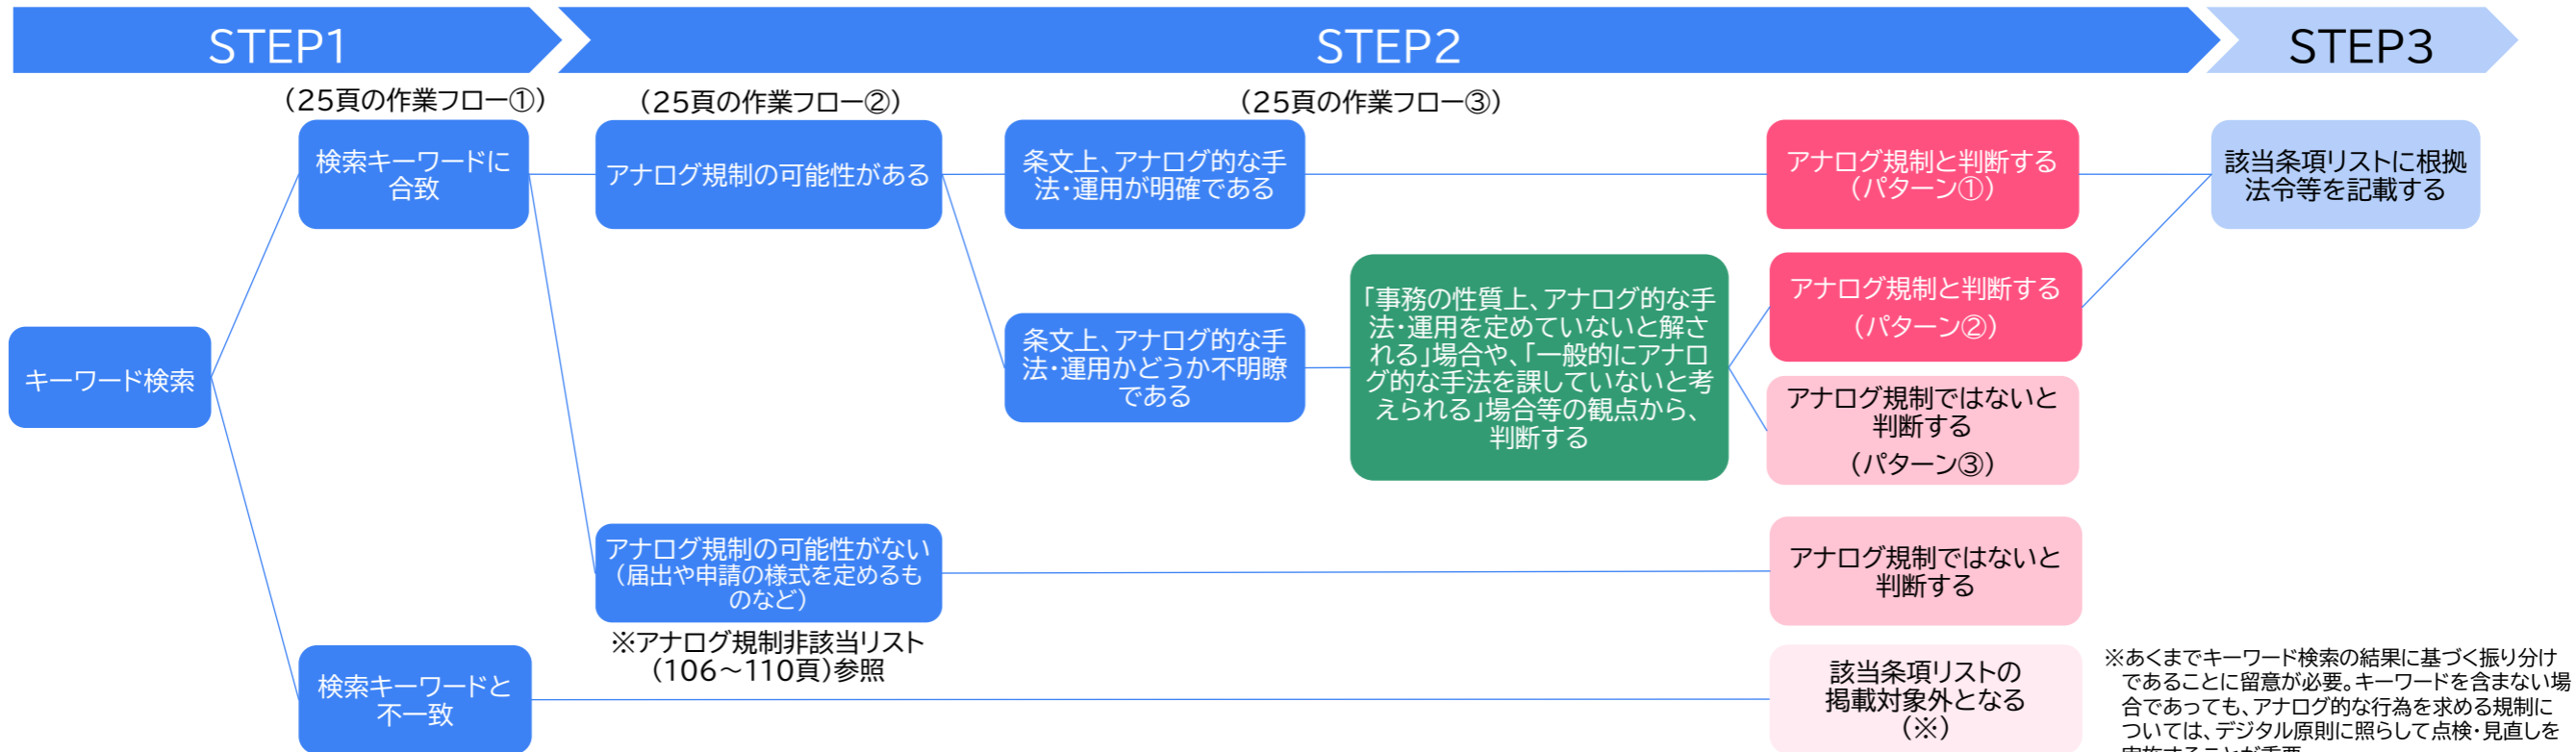 STEP1
STEP2
STEP3
（25頁の作業フロー①）
（25頁の作業フロー②）
（25頁の作業フロー③）
キーワード検索
検索キーワードに
合致
アナログ規制の可能性がある
条文上、アナログ的な手
法・運用が明確である
アナログ規制と判断する
（パターン①）
該当条項リストに根拠
法令等を記載する
条文上、アナログ的な手
法・運用かどうか不明瞭
である
「事務の性質上、アナログ的な手
法・運用を定めていないと解さ
れる」場合や、「一般的にアナロ
グ的な手法を課していないと考
えられる」場合等の観点から、
判断する
アナログ規制と判断する
（パターン②）
アナログ規制ではないと
判断する
（パターン③）
アナログ規制の可能性がない
（届出や申請の様式を定めるも
のなど）
※アナログ規制非該当リスト
（106～110頁）参照
アナログ規制ではないと
判断する
検索キーワードと
不一致
該当条項リストの
掲載対象外となる
（※）
※あくまでキーワード検索の結果に基づく振り分け
であることに留意が必要。キーワードを含まない場
合であっても、アナログ的な行為を求める規制に
ついては、デジタル原則に照らして点検・見直しを